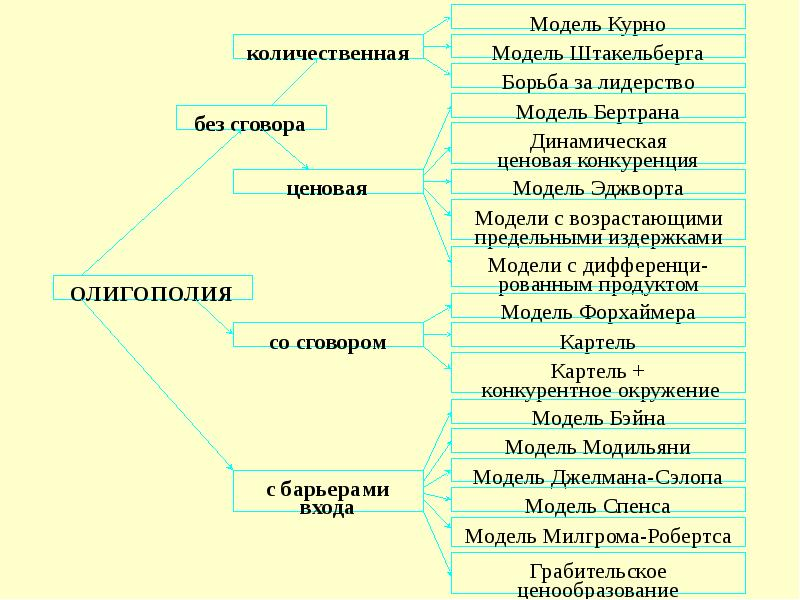 Модель Курно
количественная
Модель Штакельберга
Борьба за лидерство
без сговора
Модель Бертрана
Динамическая
ценовая конкуренция
ценовая
Модель Эджворта
Модели с возрастающими
предельными издержками
Модели с дифференци-
рованным продуктом
ОЛИГОПОЛИЯ
Модель Форхаймера
со сговором
Картель
Картель +
конкурентное окружение
Модель Бэйна
Модель Модильяни
Модель Джелмана-Сэлопа
с барьерами
входа
Модель Спенса
Модель Милгрома-Робертса
Грабительское
ценообразование